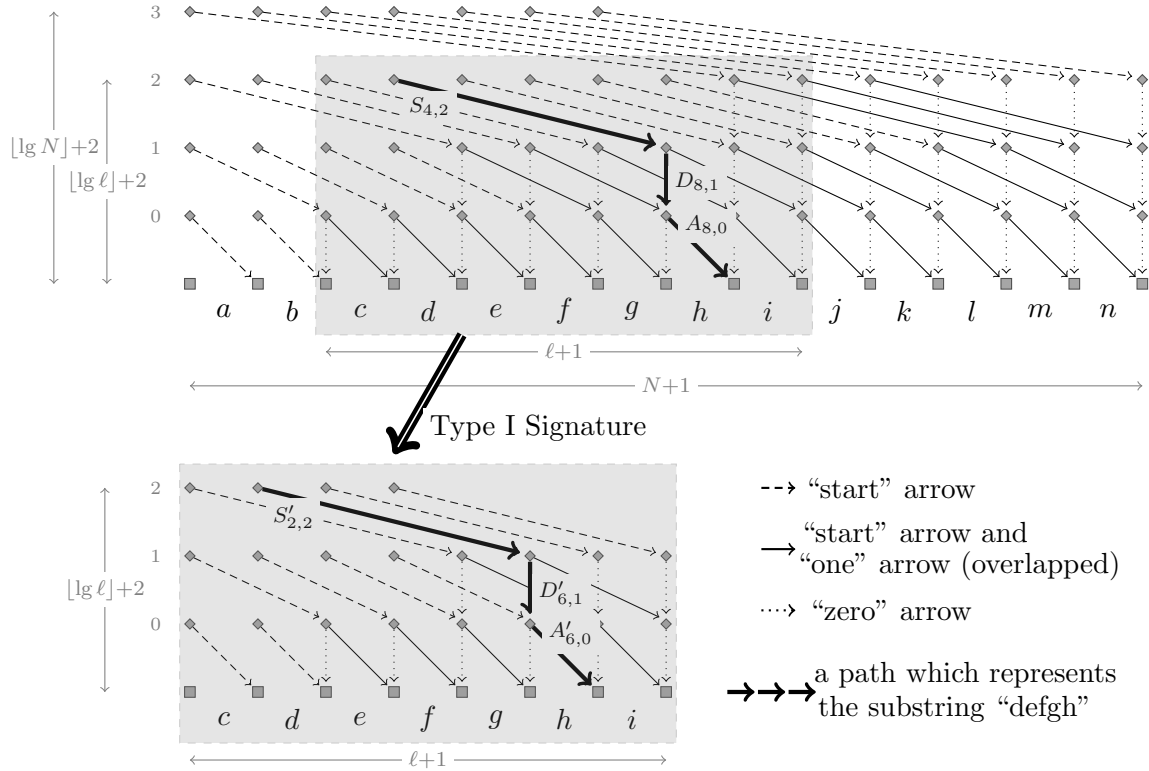 3
2
1
0
⌊lg N⌋+2
⌊lg ℓ⌋+2
S₄,₂
D₈,₁
A₈,₀
a b c d e f g h i j k l m n
ℓ+1
N+1
Type I Signature
2
1
0
⌊lg ℓ⌋+2
S′₂,₂
D′₆,₁
A′₆,₀
c d e f g h i
ℓ+1
“start” arrow
“start” arrow and
“one” arrow (overlapped)
“zero” arrow
a path which represents
the substring “defgh”